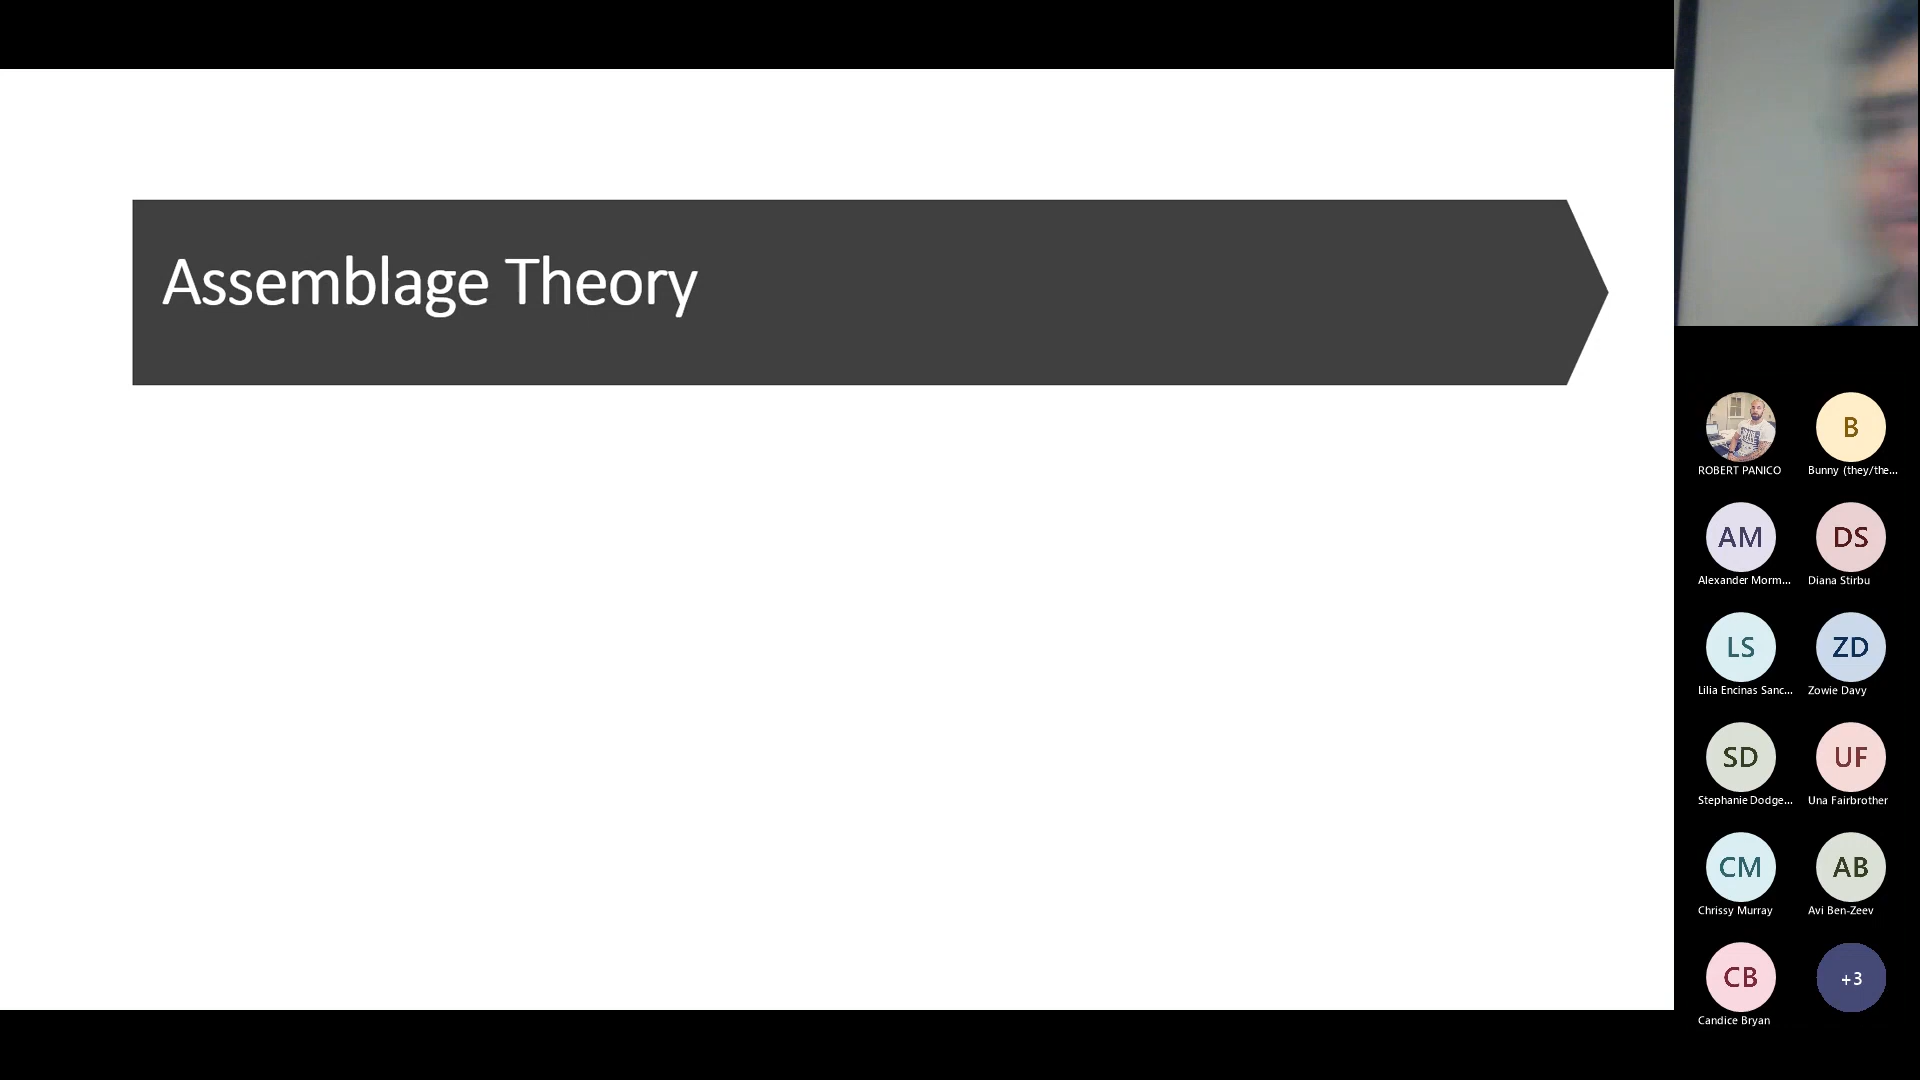 Assemblage Theory
ROBERT PANICO
B
Bunny (they/the...
AM
Alexander Morm...
DS
Diana Stirbu
LS
Lilia Encinas Sanc...
ZD
Zowie Davy
SD
Stephanie Dodge...
UF
Una Fairbrother
CM
Chrissy Murray
AB
Avi Ben-Zeev
CB
Candice Bryan
+3